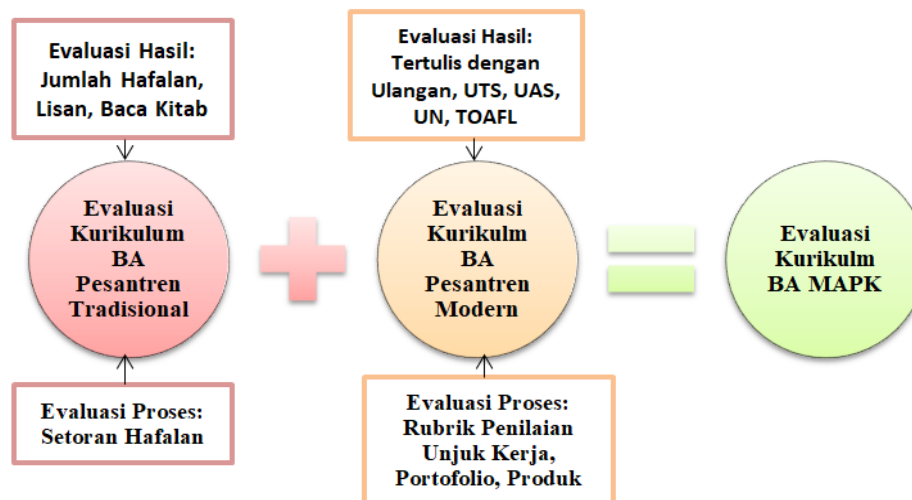 Evaluasi Hasil:
Jumlah Hafalan,
Lisan, Baca Kitab
Evaluasi Hasil:
Tertulis dengan
Ulangan, UTS, UAS,
UN, TOAFL
Evaluasi
Kurikulum
BA
Pesantren
Tradisional
Evaluasi
Kurikulm
BA
Pesantren
Modern
Evaluasi
Kurikulm
BA MAPK
Evaluasi Proses:
Setoran Hafalan
Evaluasi Proses:
Rubrik Penilaian
Unjuk Kerja,
Portofolio, Produk